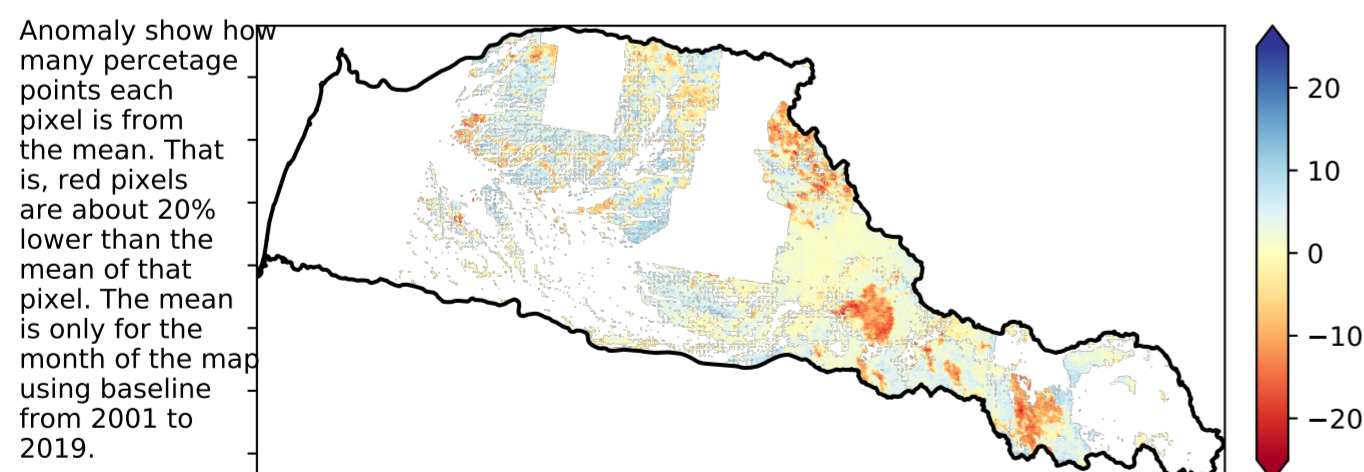 Anomaly show how
many percetage
points each
pixel is from
the mean. That
is, red pixels
are about 20%
lower than the
mean of that
pixel. The mean
is only for the
month of the map
using baseline
from 2001 to
2019.
20
10
0
−10
−20